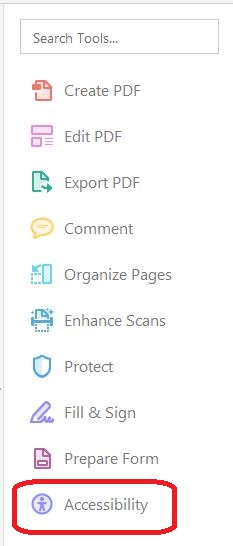 Search Tools...
Create PDF
Edit PDF
Export PDF
Comment
Organize Pages
Enhance Scans
Protect
Fill & Sign
Prepare Form
Accessibility